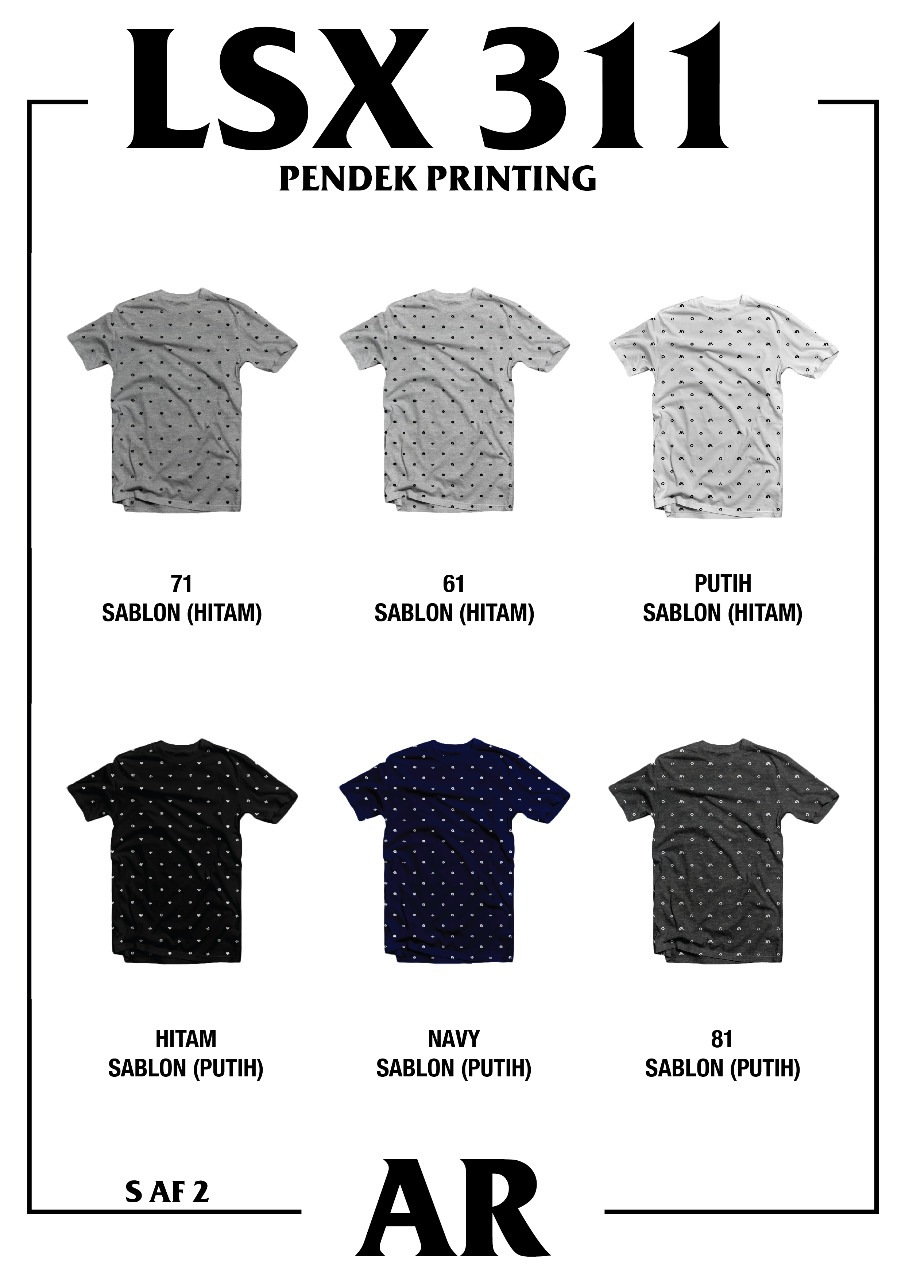 LSX 311
PENDEK PRINTING
71
SABLON (HITAM)
61
SABLON (HITAM)
PUTIH
SABLON (HITAM)
HITAM
SABLON (PUTIH)
NAVY
SABLON (PUTIH)
81
SABLON (PUTIH)
S AF 2
AR